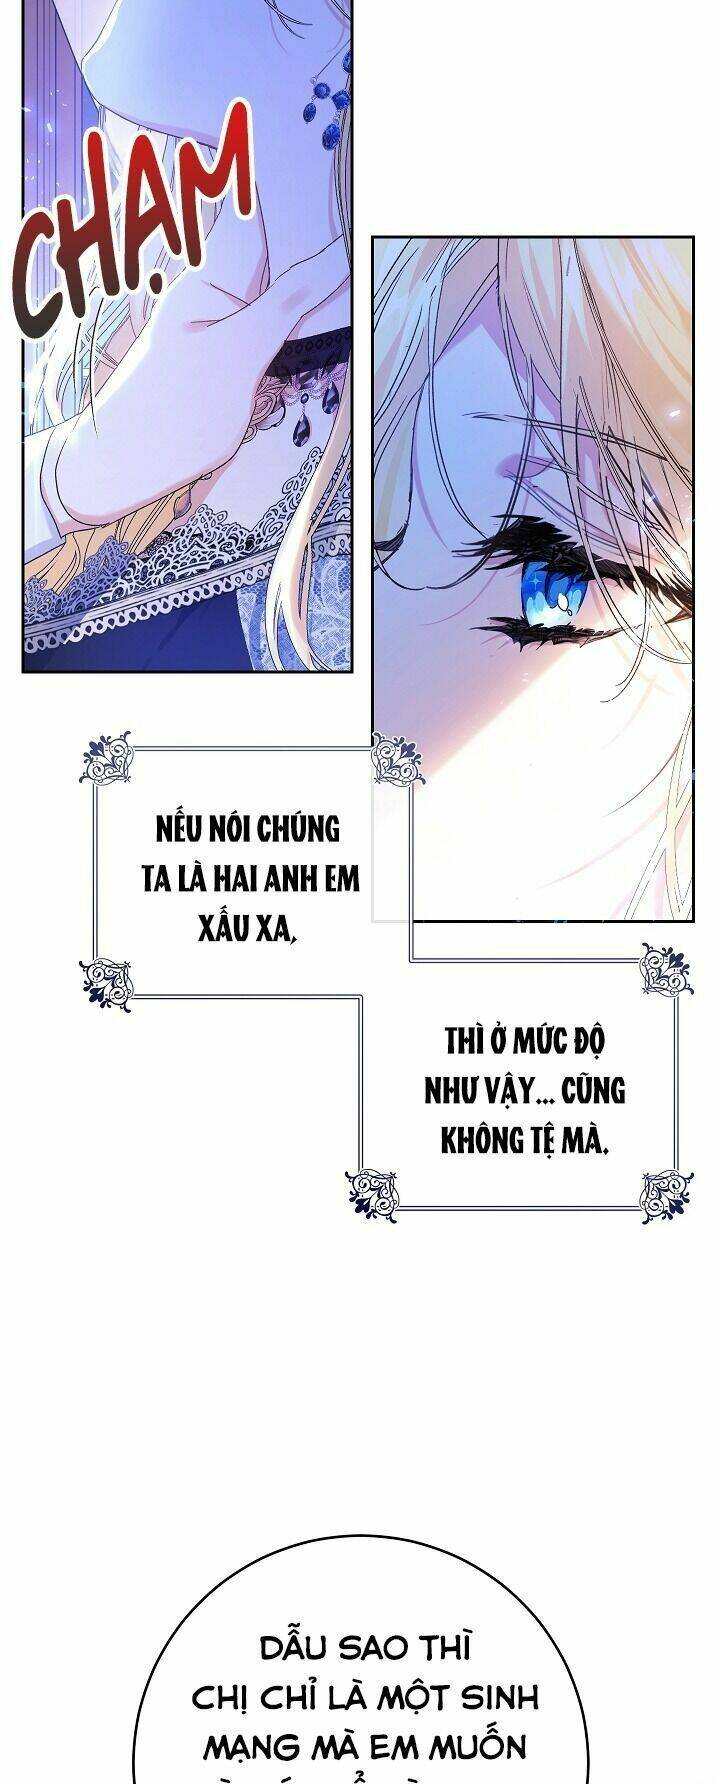 CHẠM
NẾU NÓI CHÚNG
TA LÀ HAI ANH EM
XẤU XA,
THÌ Ở MỨC ĐỘ
NHƯ VẬY... CŨNG
KHÔNG TỆ MÀ.
DẪU SAO THÌ
CHỊ CHỈ LÀ MỘT SINH
MẠNG MÀ EM MUỐN